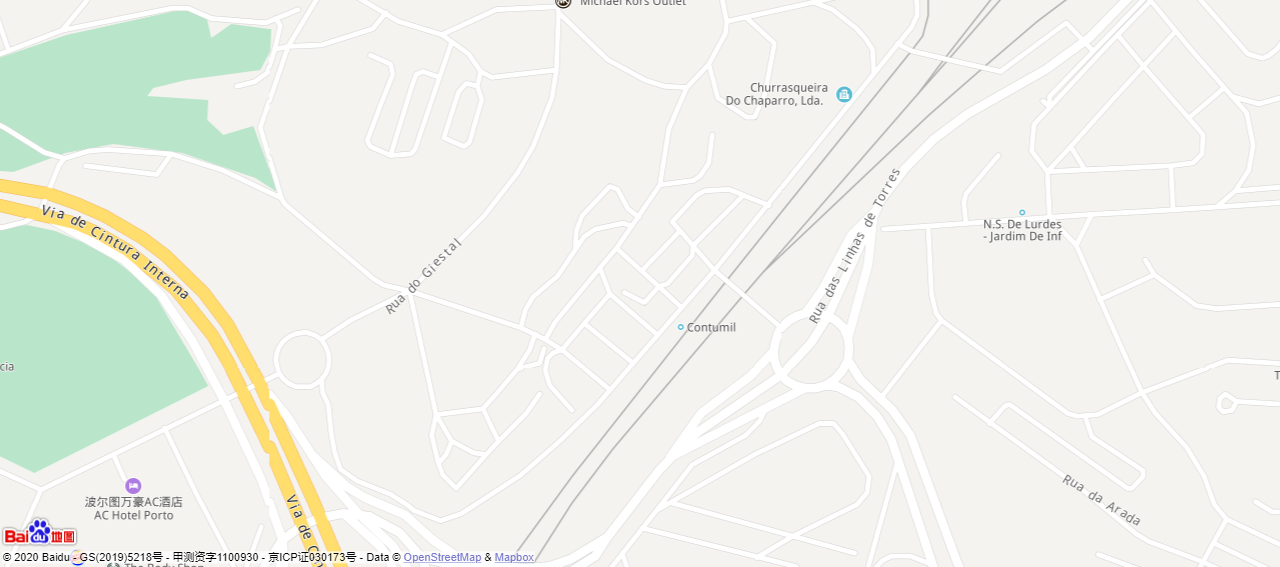 Michael Kors Outlet
Churrasqueira
Do Chaparro, Lda.
Via de Cintura Interna
Rua do Giestal
Rua das Linhas de Torres
N.S. De Lurdes
- Jardim De Inf
Contumil
cia
T
Rua da Arada
波尔图万豪AC酒店
AC Hotel Porto
Via de C
Bai du 地图
© 2020 Baidu - GS(2019)5218号 - 甲测资字1100930 - 京ICP证030173号 - Data © OpenStreetMap & Mapbox
The Body Shop